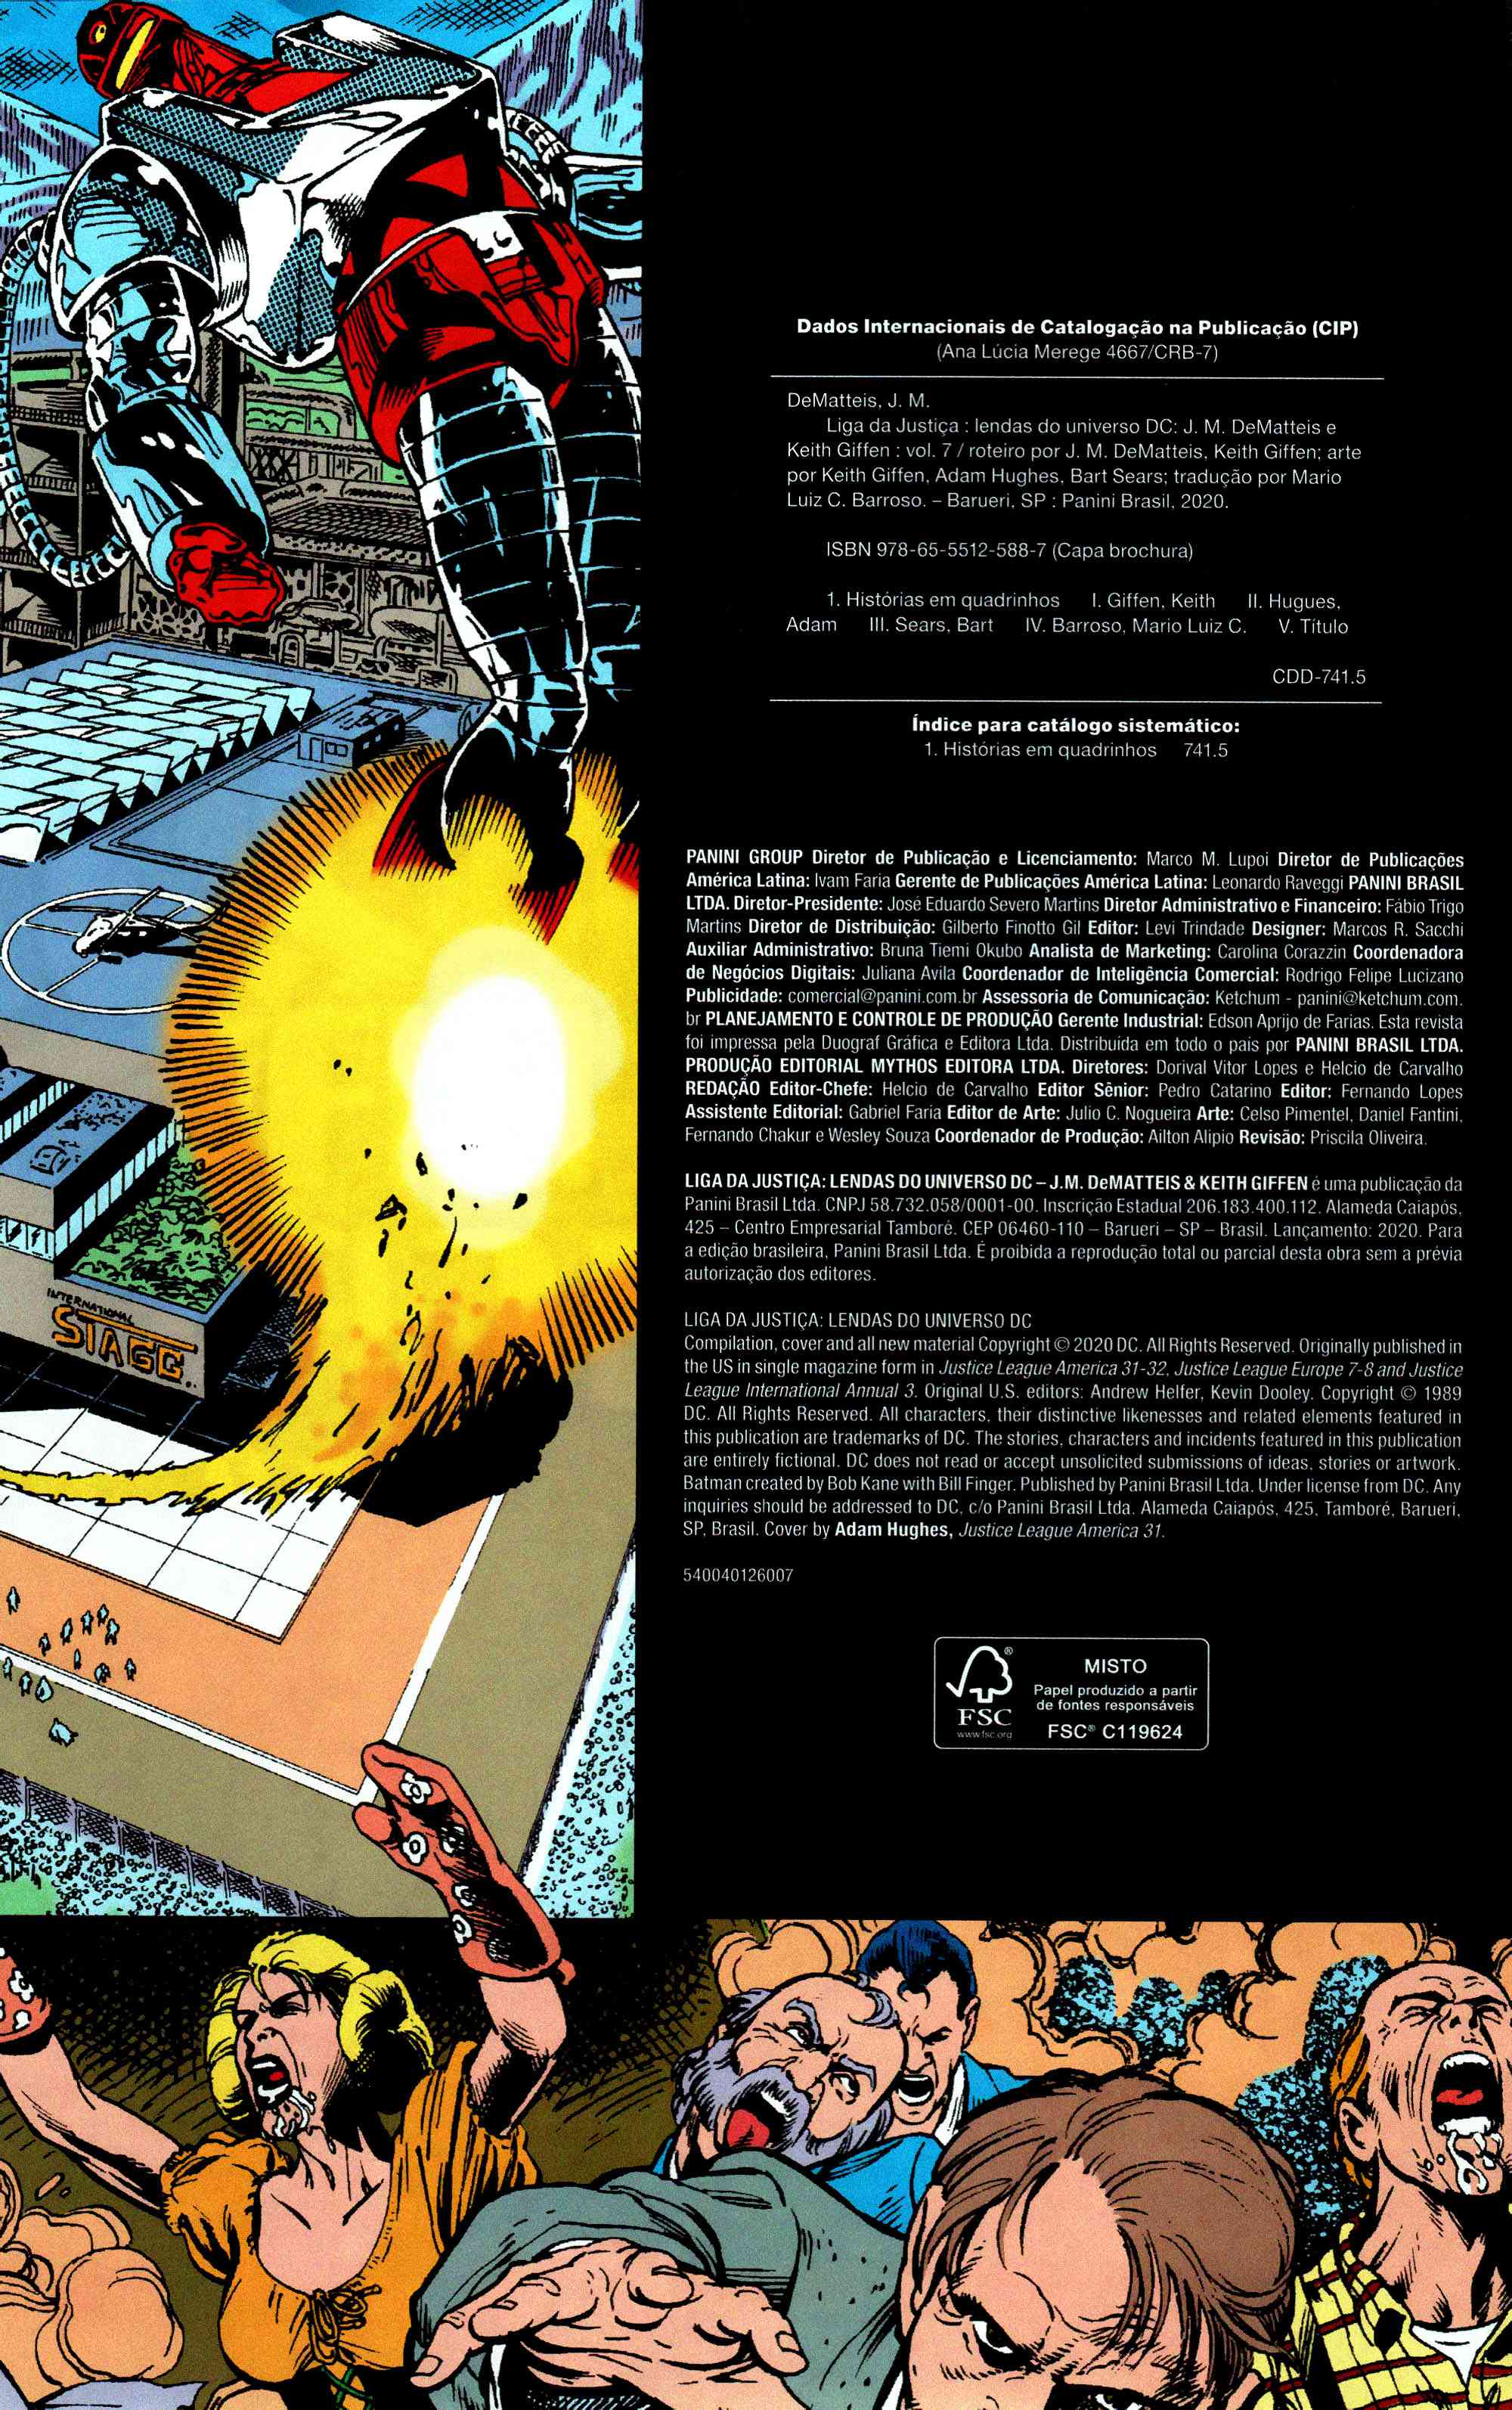 Dados Internacionais de Catalogação na Publicação (CIP)
(Ana Lúcia Merege 4667/CRB-7)
DeMatteis, J. M.
Liga da Justiça : lendas do universo DC: J. M. DeMatteis e
Keith Giffen : vol. 7 / roteiro por J. M. DeMatteis, Keith Giffen; arte
por Keith Giffen, Adam Hughes, Bart Sears; tradução por Mario
Luiz C. Barroso. – Barueri, SP : Panini Brasil, 2020.
ISBN 978-65-5512-588-7 (Capa brochura)
1. Histórias em quadrinhos I. Giffen, Keith II. Hugues,
Adam III. Sears, Bart IV. Barroso, Mario Luiz C. V. Título
CDD-741.5
Índice para catálogo sistemático:
1. Histórias em quadrinhos 741.5
PANINI GROUP Diretor de Publicação e Licenciamento: Marco M. Lupoi Diretor de Publicações
América Latina: Ivam Faria Gerente de Publicações América Latina: Leonardo Raveggi PANINI BRASIL
LTDA. Diretor-Presidente: José Eduardo Severo Martins Diretor Administrativo e Financeiro: Fábio Trigo
Martins Diretor de Distribuição: Gilberto Finotto Gil Editor: Levi Trindade Designer: Marcos R. Sacchi
Auxiliar Administrativo: Bruna Tiemi Okubo Analista de Marketing: Carolina Corazzin Coordenadora
de Negócios Digitais: Juliana Avila Coordenador de Inteligência Comercial: Rodrigo Felipe Lucizano
Publicidade: comercial@panini.com.br Assessoria de Comunicação: Ketchum - panini@ketchum.com.
br PLANEJAMENTO E CONTROLE DE PRODUÇÃO Gerente Industrial: Edson Aprijo de Farias. Esta revista
foi impressa pela Duograf Gráfica e Editora Ltda. Distribuída em todo o país por PANINI BRASIL LTDA.
PRODUÇÃO EDITORIAL MYTHOS EDITORA LTDA. Diretores: Dorival Vitor Lopes e Helcio de Carvalho
REDAÇÃO Editor-Chefe: Helcio de Carvalho Editor Sênior: Pedro Catarino Editor: Fernando Lopes
Assistente Editorial: Gabriel Faria Editor de Arte: Julio C. Nogueira Arte: Celso Pimentel, Daniel Fantini,
Fernando Chakur e Wesley Souza Coordenador de Produção: Ailton Alipio Revisão: Priscila Oliveira.
LIGA DA JUSTIÇA: LENDAS DO UNIVERSO DC – J.M. DeMATTEIS & KEITH GIFFEN é uma publicação da
Panini Brasil Ltda. CNPJ 58.732.058/0001-00. Inscrição Estadual 206.183.400.112. Alameda Caiapós,
425 – Centro Empresarial Tamboré. CEP 06460-110 – Barueri – SP – Brasil. Lançamento: 2020. Para
a edição brasileira, Panini Brasil Ltda. É proibida a reprodução total ou parcial desta obra sem a prévia
autorização dos editores.
INTERNATIONAL
STAGG
LIGA DA JUSTIÇA: LENDAS DO UNIVERSO DC
Compilation, cover and all new material Copyright © 2020 DC. All Rights Reserved. Originally published in
the US in single magazine form in Justice League America 31-32, Justice League Europe 7-8 and Justice
League International Annual 3. Original U.S. editors: Andrew Helfer, Kevin Dooley. Copyright © 1989
DC. All Rights Reserved. All characters, their distinctive likenesses and related elements featured in
this publication are trademarks of DC. The stories, characters and incidents featured in this publication
are entirely fictional. DC does not read or accept unsolicited submissions of ideas, stories or artwork.
Batman created by Bob Kane with Bill Finger. Published by Panini Brasil Ltda. Under license from DC. Any
inquiries should be addressed to DC, c/o Panini Brasil Ltda. Alameda Caiapós, 425, Tamboré, Barueri,
SP, Brasil. Cover by Adam Hughes, Justice League America 31.
540040126007
FSC®
www.fsc.org
MISTO
Papel produzido a partir
de fontes responsáveis
FSC® C119624